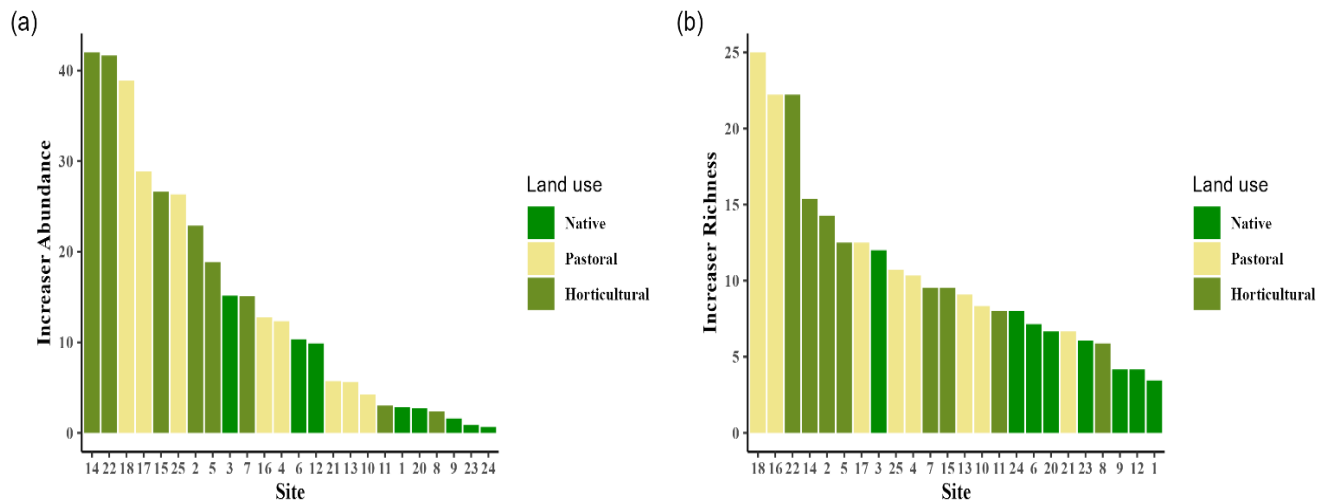 (a)
Increaser Abundance
40
30
20
10
0
14 22 18 17 15 25 2 5 3 7 16 4 6 12 21 13 10 11 1 20 8 9 23 24
Site
Land use
Native
Pastoral
Horticultural
(b)
Increaser Richness
25
20
15
10
5
0
18 16 22 14 2 5 17 3 25 4 7 15 13 10 11 24 6 20 21 23 8 9 12 1
Site
Land use
Native
Pastoral
Horticultural